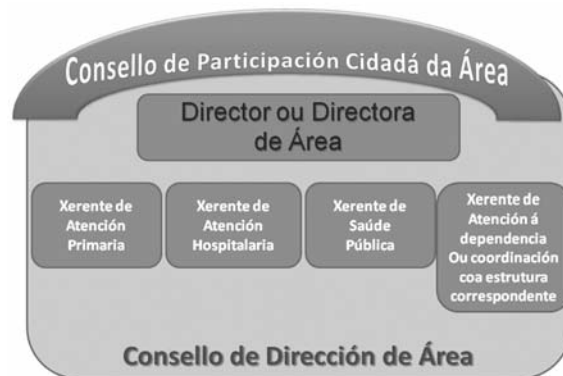 Consello de Participación Cidadá da Área
Director ou Directora
de Área
Xerente de
Atención
Primaria
Xerente de
Atención
Hospitalaria
Xerente de
Saúde
Pública
Xerente de
Atención á
dependencia
Ou coordinación
coa estrutura
correspondente
Consello de Dirección de Área